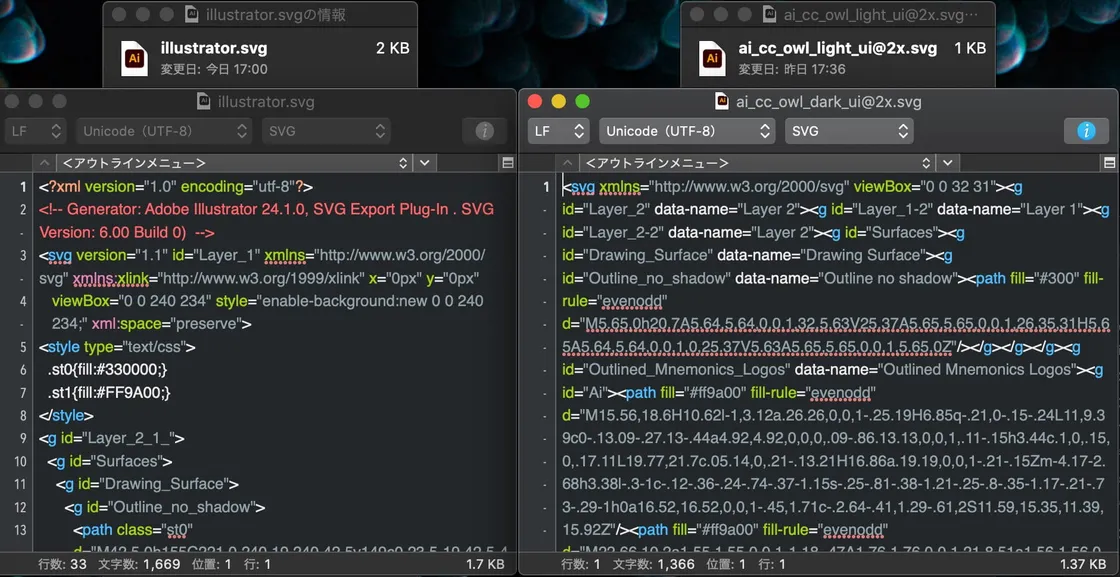 illustrator.svgの情報
illustrator.svg
2 KB
変更日: 今日 17:00
ai_cc_owl_light_ui@2x.svg…
ai_cc_owl_light_ui@2x.svg
1 KB
変更日: 昨日 17:36
illustrator.svg
LF
Unicode（UTF-8）
SVG
<アウトラインメニュー>
1 <?xml version="1.0" encoding="utf-8"?>
2 <!-- Generator: Adobe Illustrator 24.1.0, SVG Export Plug-In . SVG
- Version: 6.00 Build 0)  -->
3 <svg version="1.1" id="Layer_1" xmlns="http://www.w3.org/2000/
- svg" xmlns:xlink="http://www.w3.org/1999/xlink" x="0px" y="0px"
4 viewBox="0 0 240 234" style="enable-background:new 0 0 240
- 234;" xml:space="preserve">
5 <style type="text/css">
6 .st0{fill:#330000;}
7 .st1{fill:#FF9A00;}
8 </style>
9 <g id="Layer_2_1_">
10 <g id="Surfaces">
11 <g id="Drawing_Surface">
12 <g id="Outline_no_shadow">
13 <path class="st0"
行数: 33 文字数: 1,669 位置: 1 行: 1
1.7 KB
ai_cc_owl_dark_ui@2x.svg
LF
Unicode（UTF-8）
SVG
<アウトラインメニュー>
1 <svg xmlns="http://www.w3.org/2000/svg" viewBox="0 0 32 31"><g
- id="Layer_2" data-name="Layer 2"><g id="Layer_1-2" data-name="Layer 1"><g
- id="Layer_2-2" data-name="Layer 2"><g id="Surfaces"><g
- id="Drawing_Surface" data-name="Drawing Surface"><g
- id="Outline_no_shadow" data-name="Outline no shadow"><path fill="#300" fill-
- rule="evenodd"
- d="M5.65,0h20.7A5.64,5.64,0,0,1,32,5.63V25.37A5.65,5.65,0,0,1,26.35,31H5.6
- 5A5.64,5.64,0,0,1,0,25.37V5.63A5.65,5.65,0,0,1,5.65,0Z"/></g></g></g><g
- id="Outlined_Mnemonics_Logos" data-name="Outlined Mnemonics Logos"><g
- id="Ai"><path fill="#ff9a00" fill-rule="evenodd"
- d="M15.56,18.6H10.62l-1,3.12a.26.26,0,0,1-.25.19H6.85q-.21,0-.15-.24L11,9.3
- 9c0-.13.09-.27.13-.44a4.92,4.92,0,0,0,.09-.86.13.13,0,0,1,.11-.15h3.44c.1,0,.15
- 0,.17.11L19.77,21.7c.05.14,0,.21-.13.21H16.86a.19.19,0,0,1-.21-.15Zm-4.17-2.
- 68h3.38l-.3-1c-.12-.36-.24-.74-.37-1.15s-.25-.81-.38-1.21-.25-.8-.35-1.17-.21-.7
- 3-.29-1h0a16.52,16.52,0,0,1-.45,1.71c-.2.64-.41,1.29-.61,2S11.59,15.35,11.39,
- 15.92Z"/><path fill="#ff9a00" fill-rule="evenodd"
行数: 1 文字数: 1,366 位置: 1 行: 1
1.37 KB